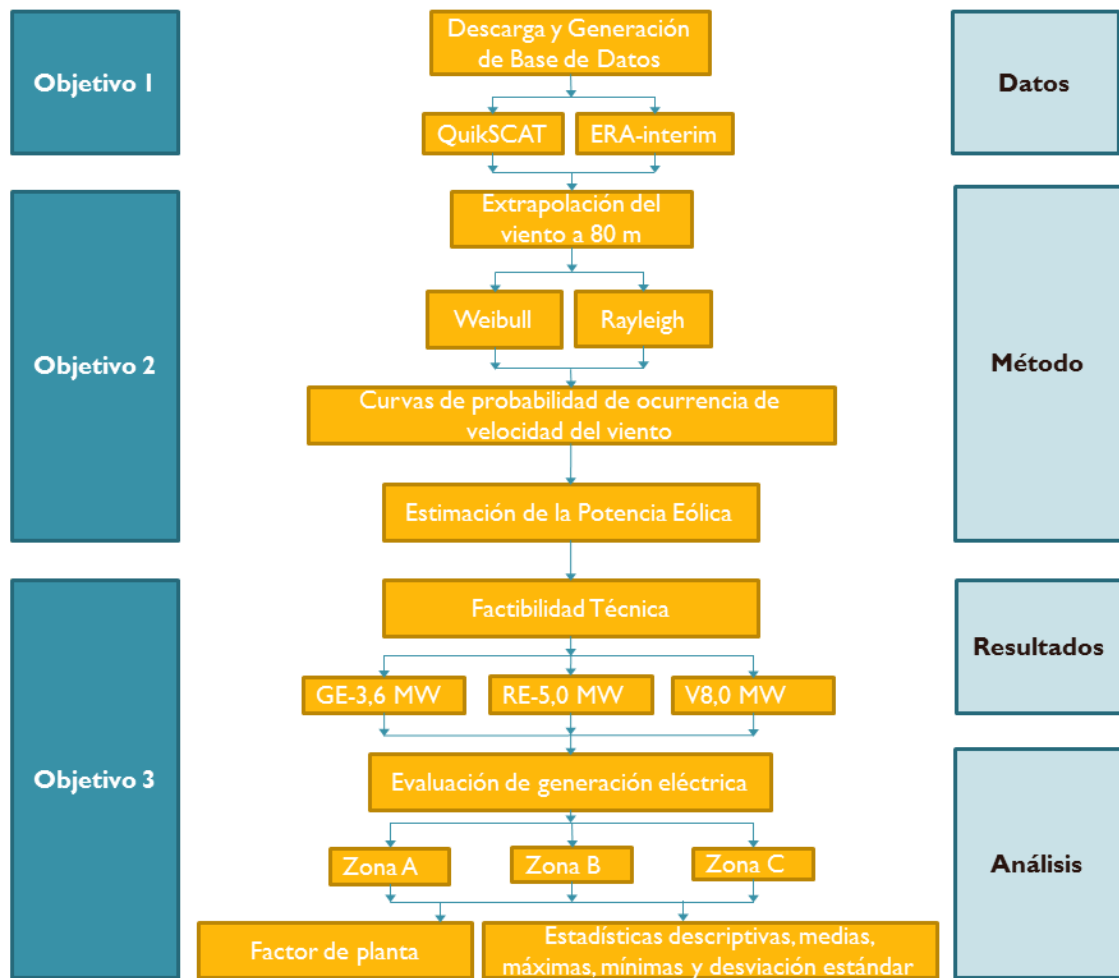 Objetivo 1
Descarga y Generación
de Base de Datos
Datos
QuikSCAT
ERA-interim
Objetivo 2
Extrapolación del
viento a 80 m
Método
Weibull
Rayleigh
Curvas de probabilidad de ocurrencia de
velocidad del viento
Estimación de la Potencia Eólica
Objetivo 3
Factibilidad Técnica
Resultados
GE-3,6 MW
RE-5,0 MW
V8,0 MW
Evaluación de generación eléctrica
Análisis
Zona A
Zona B
Zona C
Factor de planta
Estadísticas descriptivas, medias,
máximas, mínimas y desviación estándar